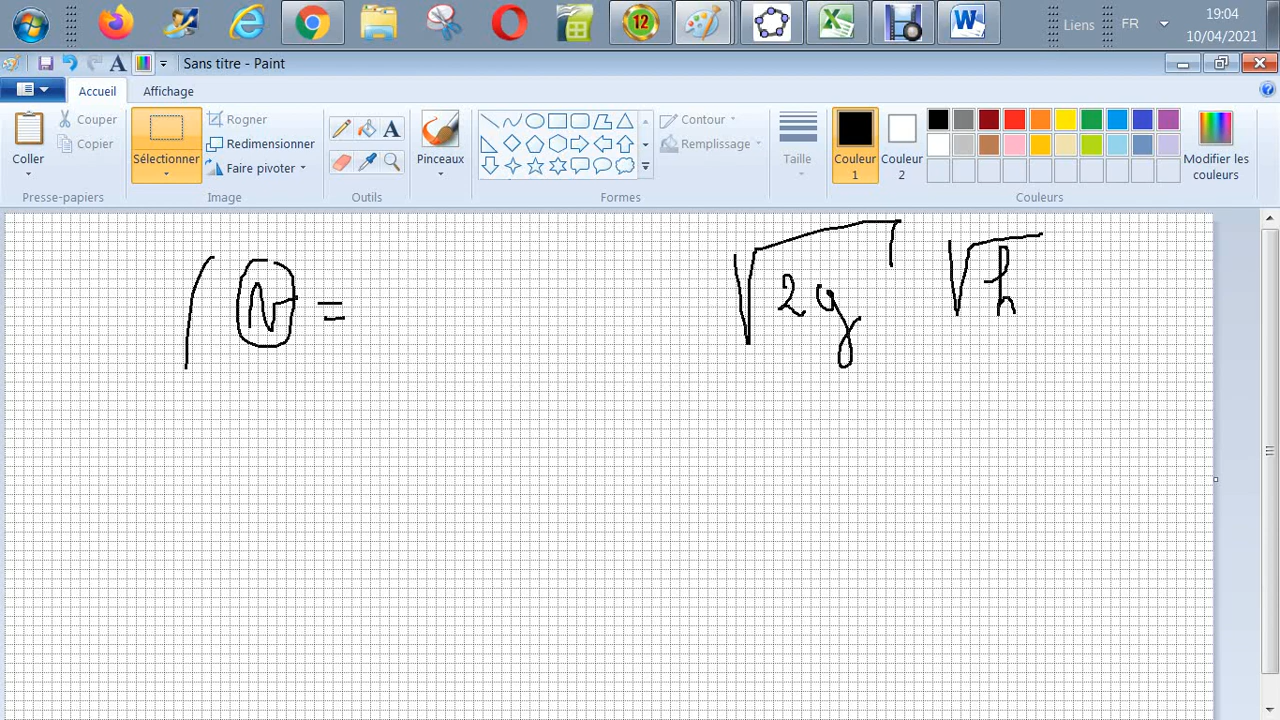 12
Liens
FR
19:04
10/04/2021
Sans titre - Paint
Accueil
Affichage
Coller
Couper
Copier
Presse-papiers
Sélectionner
Rogner
Redimensionner
Faire pivoter
Image
Outils
Pinceaux
Contour
Remplissage
Formes
Taille
Couleur
1
Couleur
2
Modifier les
couleurs
Couleurs
v = √2g √h